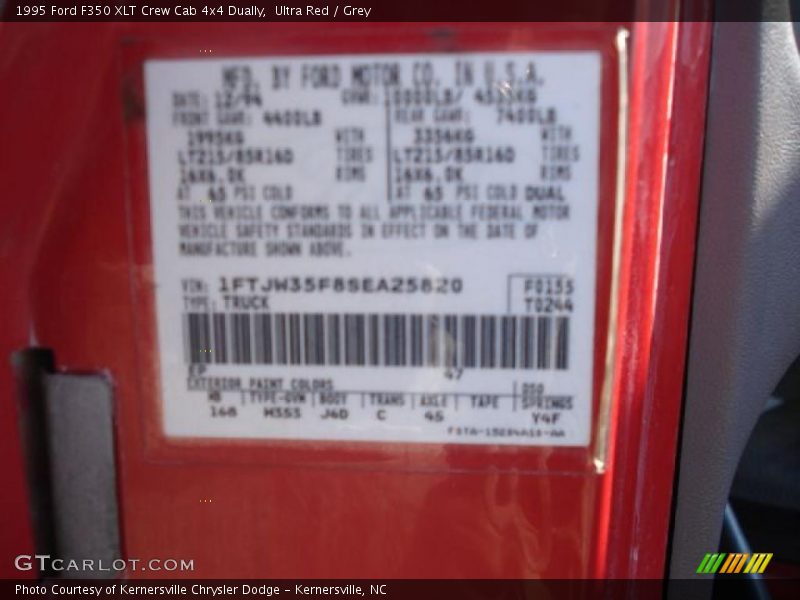 1995 Ford F350 XLT Crew Cab 4x4 Dually,  Ultra Red / Grey
MFD. BY FORD MOTOR CO. IN U.S.A.
DATE: 12/94 GVWR: 10000LB/ 4535KG
FRONT GAWR: 4400LB REAR GAWR: 7400LB
1995KG WITH 3356KG WITH
LT215/85R16D TIRES LT215/85R16D TIRES
16X6.0K RIMS 16X6.0K RIMS
AT 65 PSI COLD AT 65 PSI COLD DUAL
THIS VEHICLE CONFORMS TO ALL APPLICABLE FEDERAL MOTOR
VEHICLE SAFETY STANDARDS IN EFFECT ON THE DATE OF
MANUFACTURE SHOWN ABOVE.
VIN: 1FTJW35F8SEA25820 F0155
TYPE: TRUCK T0244
EP 47
EXTERIOR PAINT COLORS DSO
WB TYPE-GVW BODY TRANS AXLE TAPE SPRINGS
168 J4D C 45 Y4F
GTCARLOT.COM
Photo Courtesy of Kernersville Chrysler Dodge – Kernersville, NC